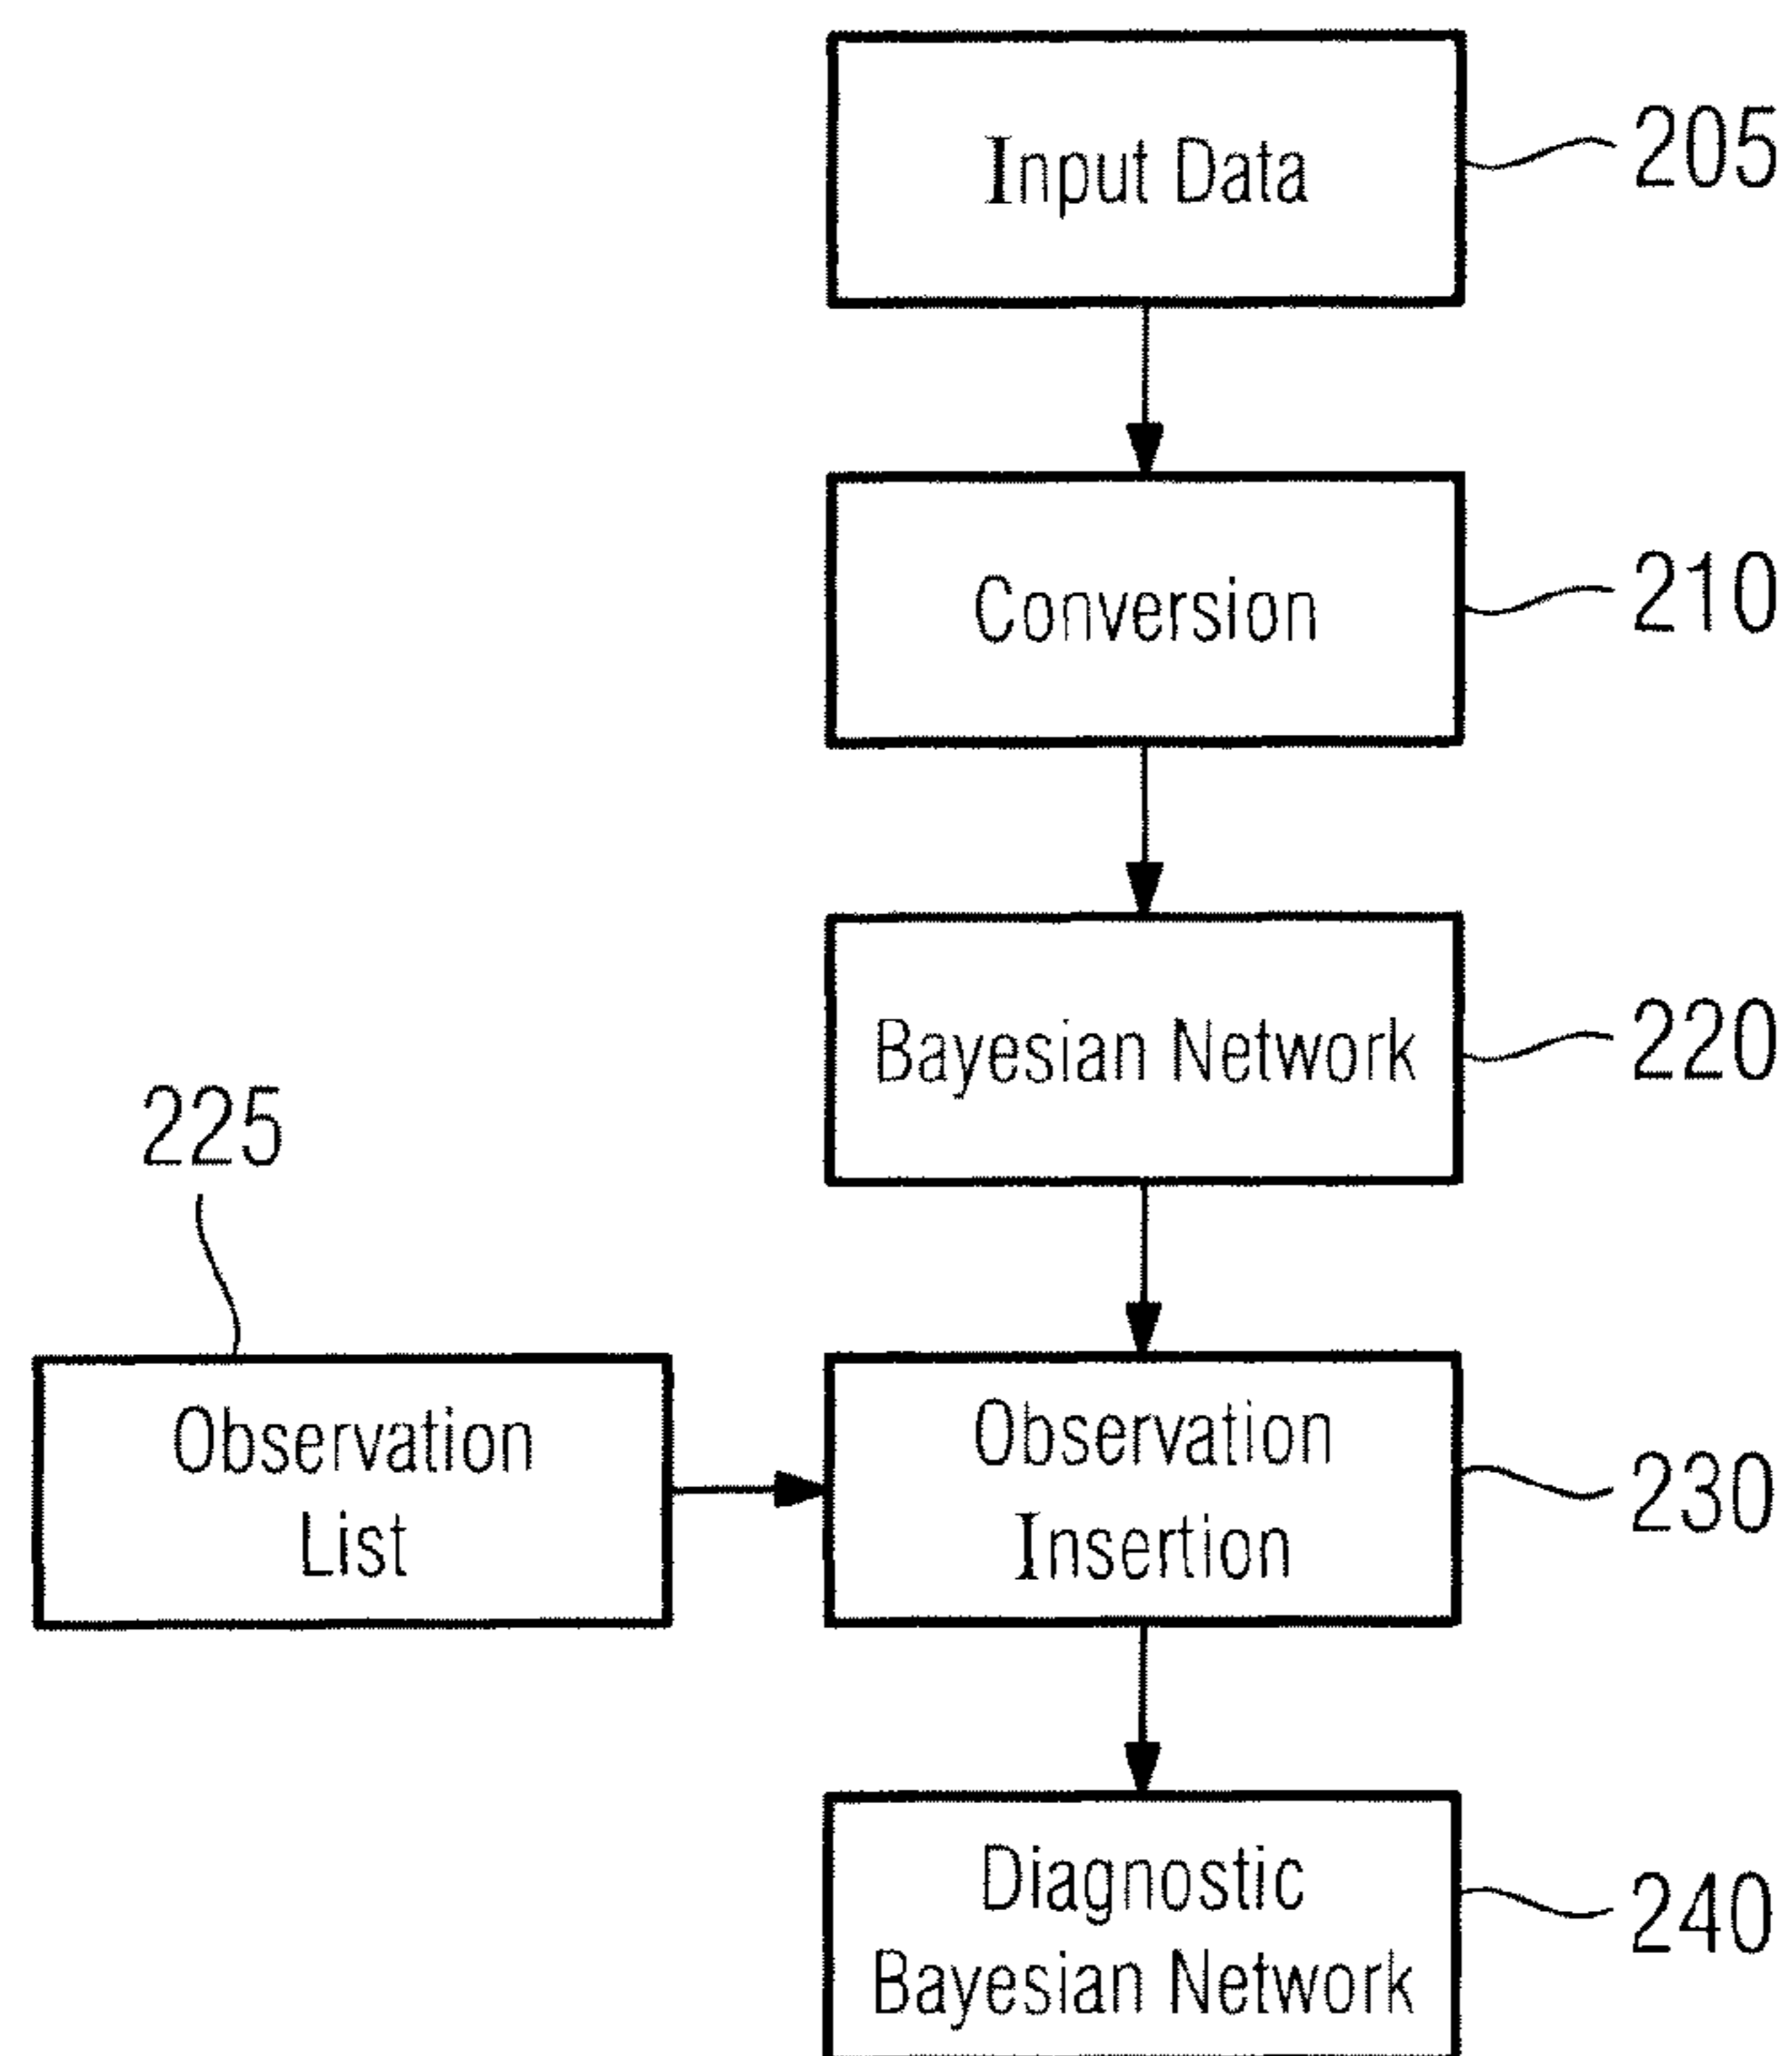 Input Data
205
Conversion
210
Bayesian Network
220
225
Observation
List
Observation
Insertion
230
Diagnostic
Bayesian Network
240